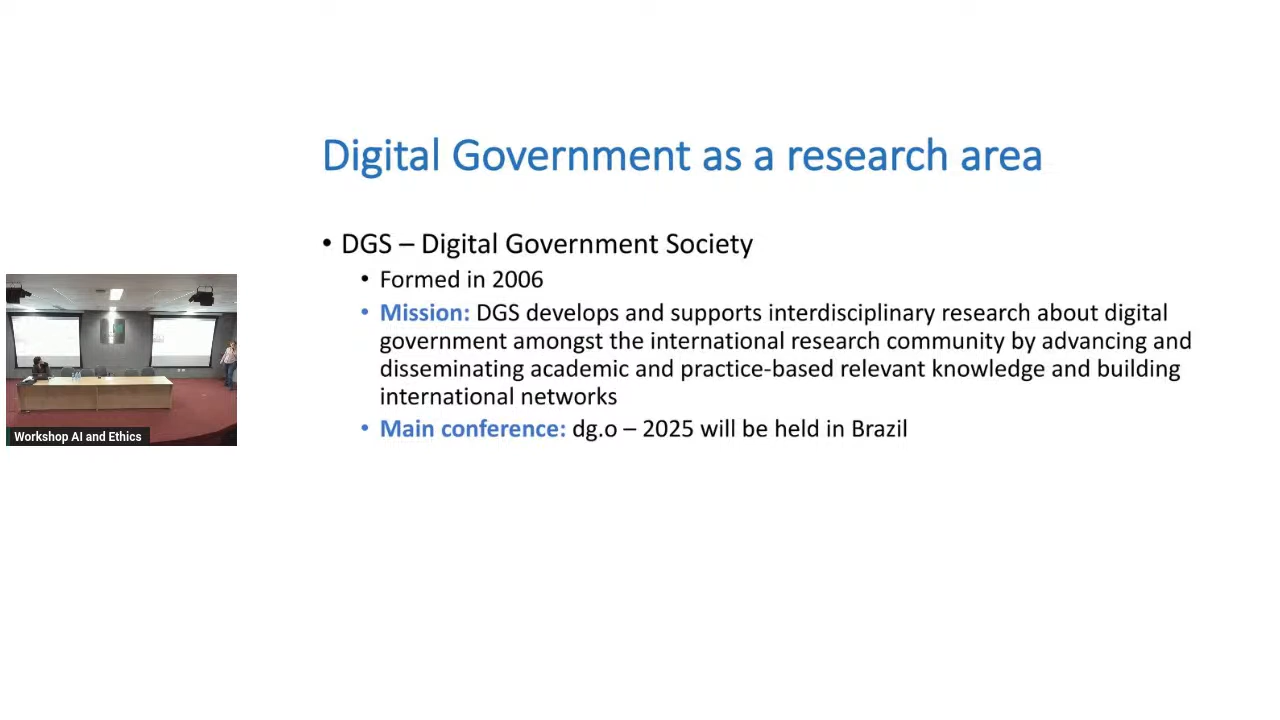 Digital Government as a research area
• DGS – Digital Government Society
• Formed in 2006
• Mission: DGS develops and supports interdisciplinary research about digital
government amongst the international research community by advancing and
disseminating academic and practice-based relevant knowledge and building
international networks
• Main conference: dg.o – 2025 will be held in Brazil
Workshop AI and Ethics